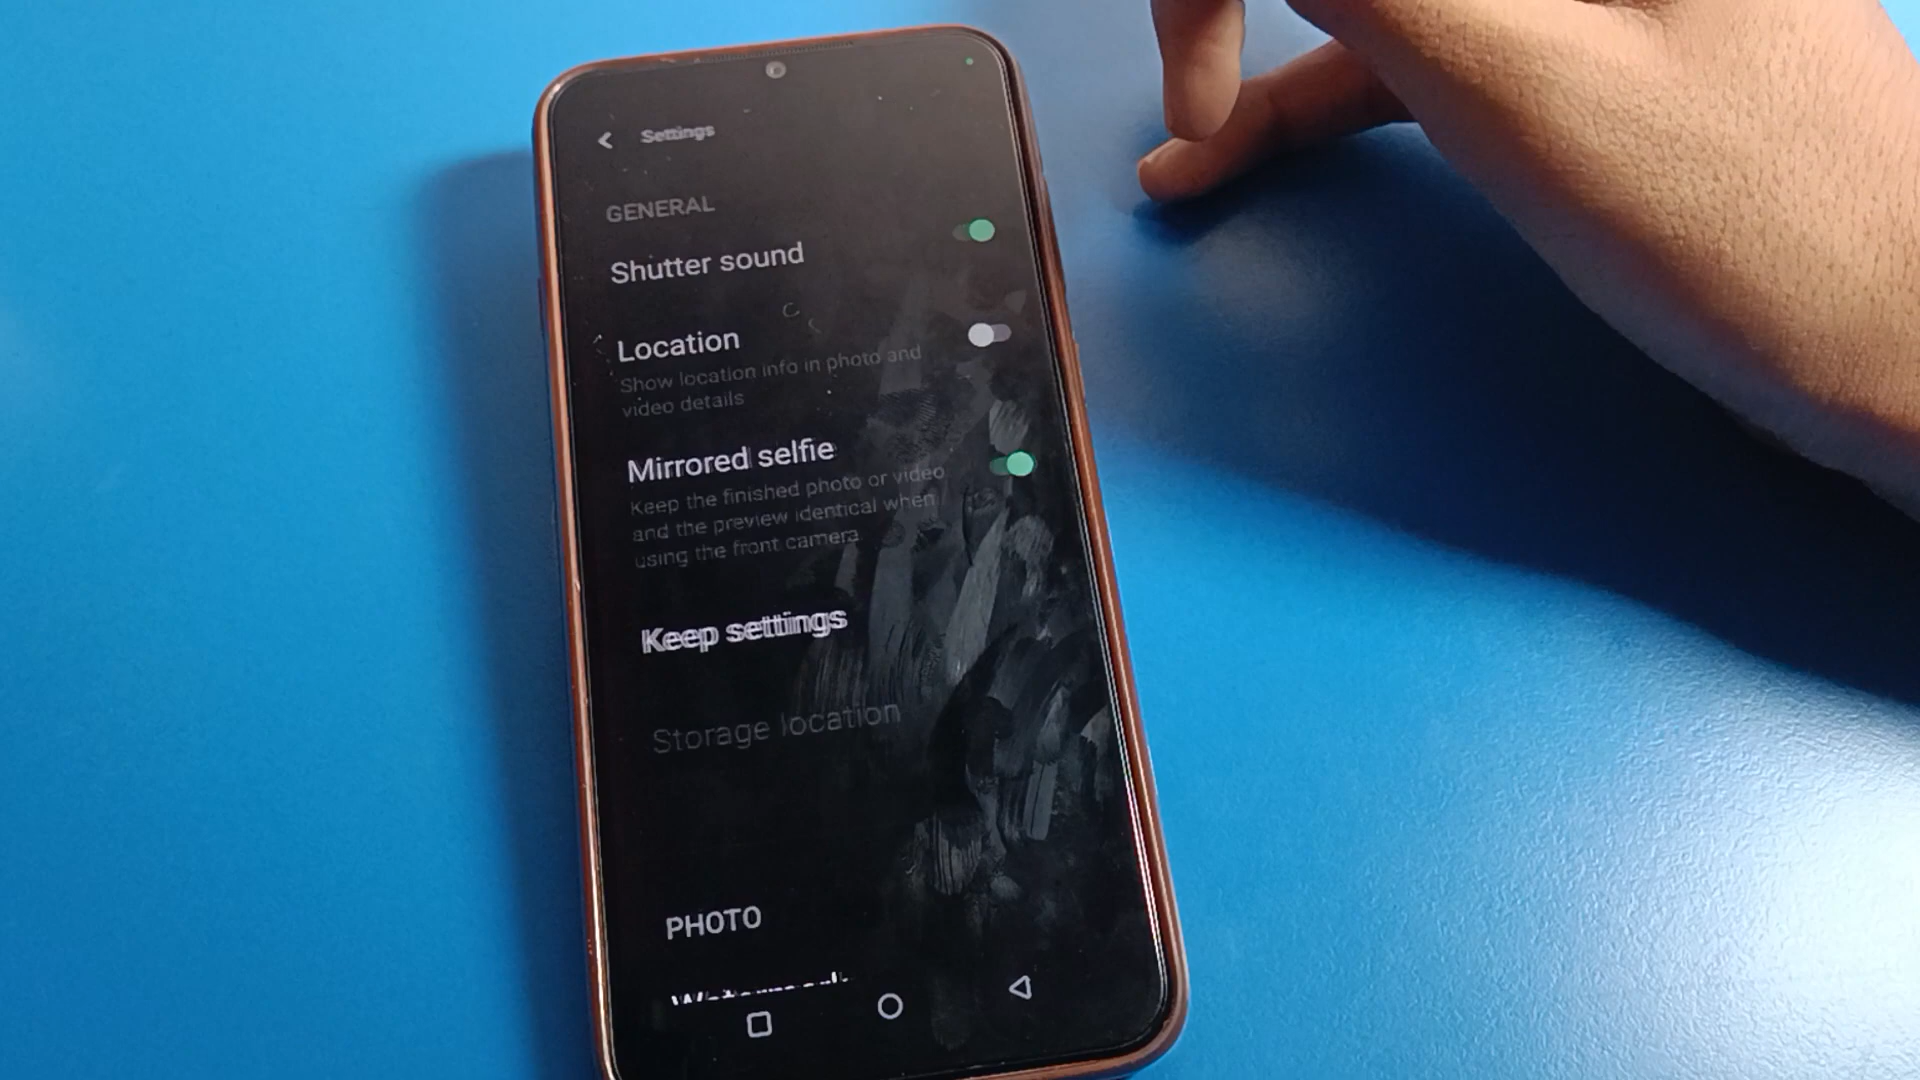 Settings
GENERAL
Shutter sound
Location
Show location info in photo and
video details
Mirrored selfie
Keep the finished photo or video
and the preview identical when
using the front camera
Keep settings
Storage location
PHOTO